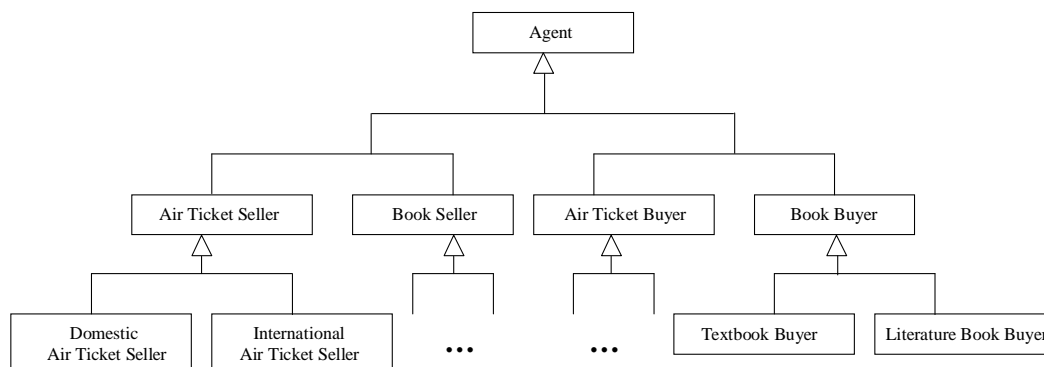 Agent
Air Ticket Seller
Book Seller
Air Ticket Buyer
Book Buyer
Domestic
Air Ticket Seller
International
Air Ticket Seller
...
...
Textbook Buyer
Literature Book Buyer